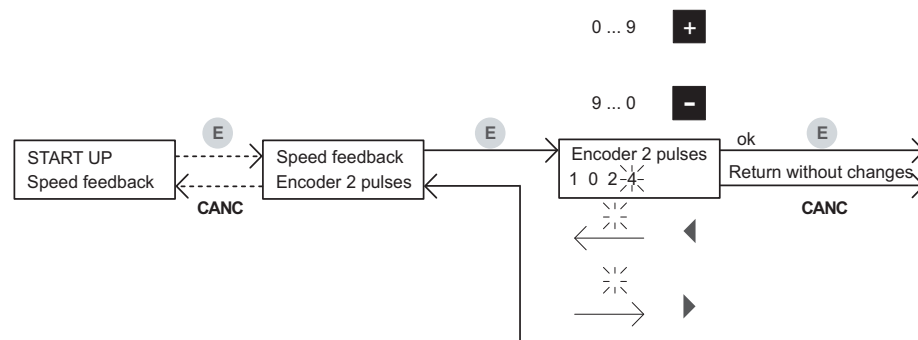 0 ... 9 +
9 ... 0 -
E
E
E
START UP
Speed feedback
CANC
Speed feedback
Encoder 2 pulses
Encoder 2 pulses
1 0 2 4
ok
Return without changes
CANC